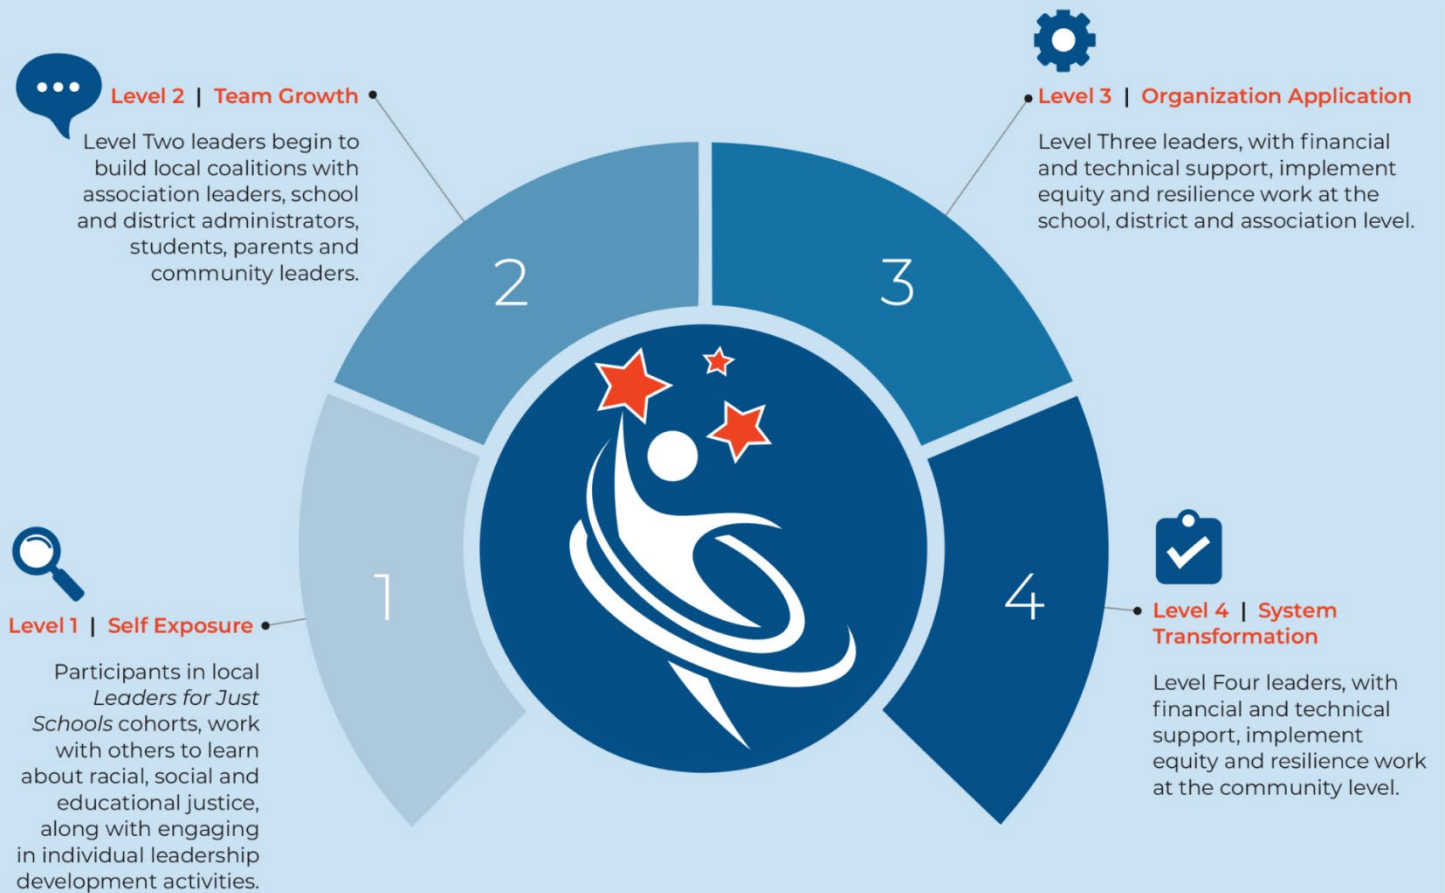 Level 1 | Self Exposure
Participants in local
Leaders for Just
Schools cohorts, work
with others to learn
about racial, social and
educational justice,
along with engaging
in individual leadership
development activities.
1
Level 2 | Team Growth
Level Two leaders begin to
build local coalitions with
association leaders, school
and district administrators,
students, parents and
community leaders.
2
Level 3 | Organization Application
Level Three leaders, with financial
and technical support, implement
equity and resilience work at the
school, district and association level.
3
Level 4 | System
Transformation
Level Four leaders, with
financial and technical
support, implement
equity and resilience work
at the community level.
4